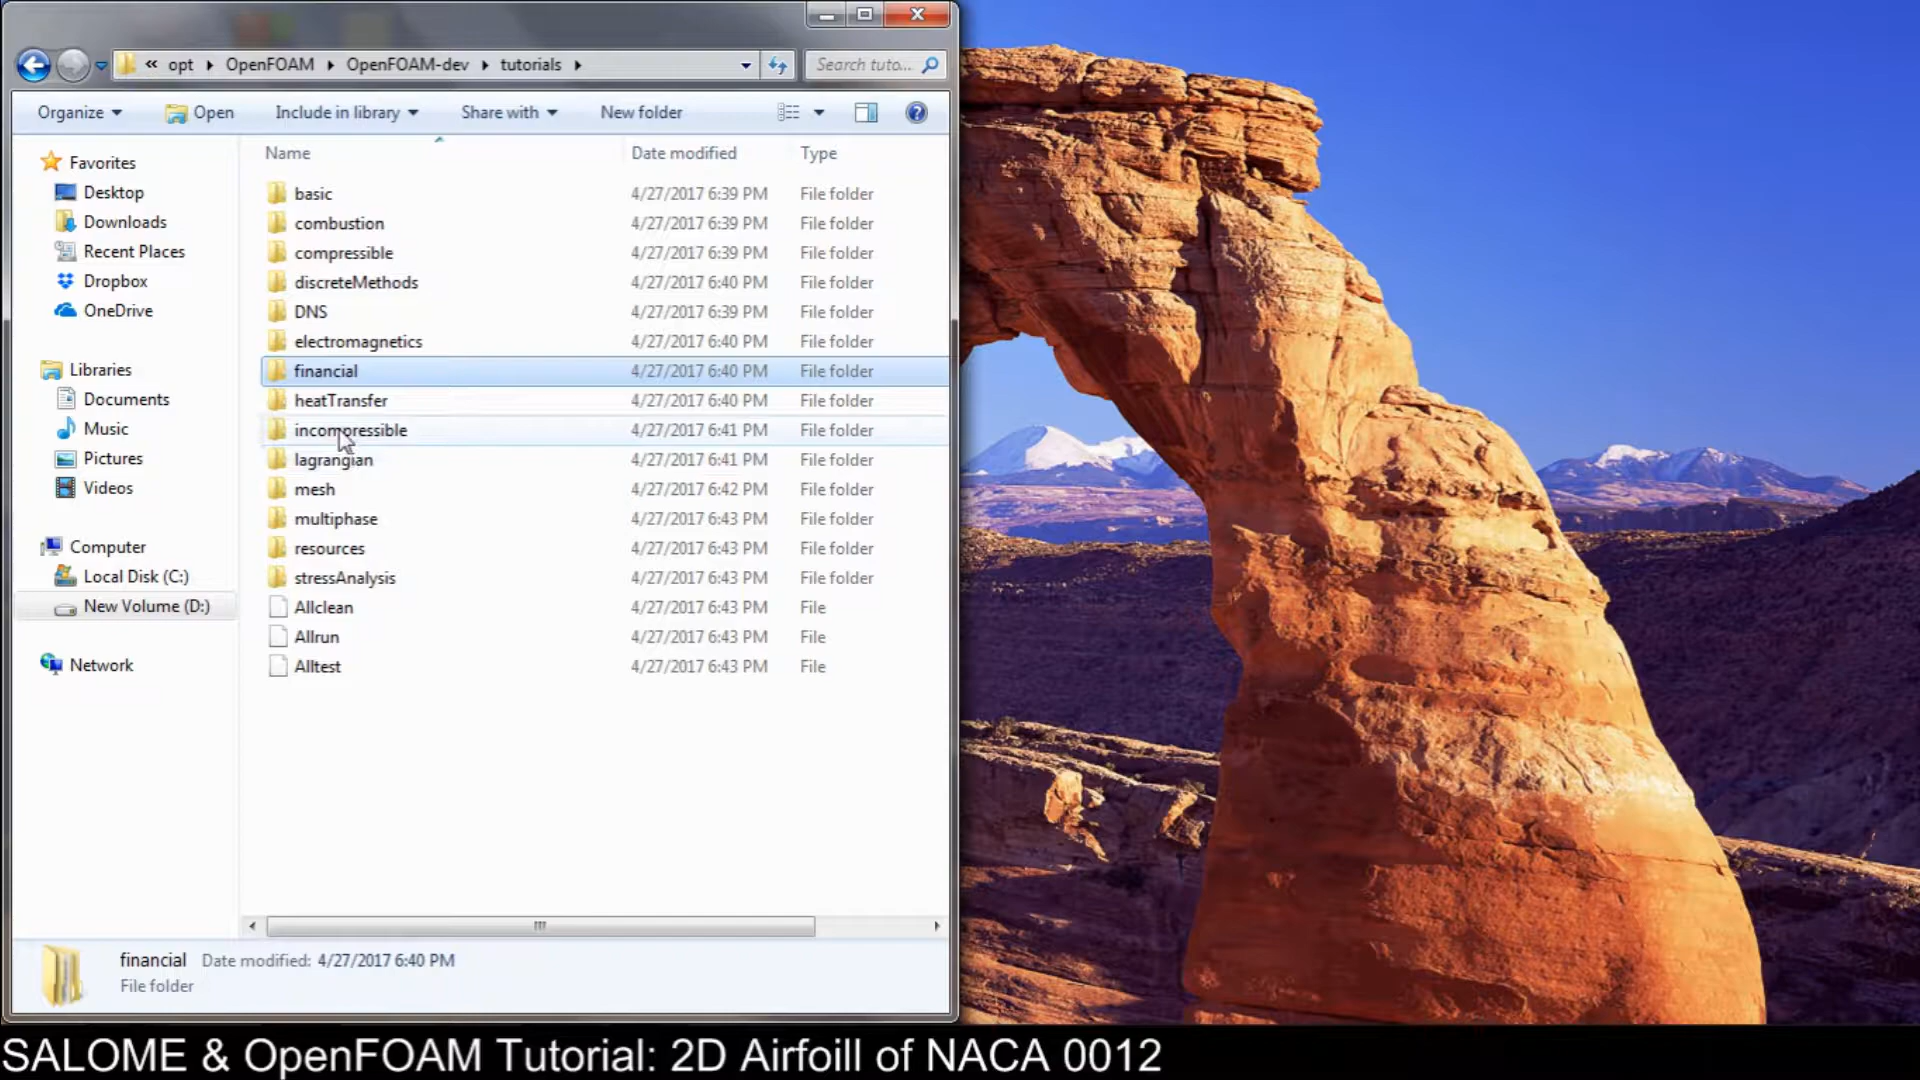 « opt ▸ OpenFOAM ▸ OpenFOAM-dev ▸ tutorials ▸ Search tuto...
Organize Open Include in library Share with New folder
Name Date modified Type
Favorites
Desktop
Downloads
Recent Places
Dropbox
OneDrive
Libraries
Documents
Music
Pictures
Videos
Computer
Local Disk (C:)
New Volume (D:)
Network
basic 4/27/2017 6:39 PM File folder
combustion 4/27/2017 6:39 PM File folder
compressible 4/27/2017 6:39 PM File folder
discreteMethods 4/27/2017 6:40 PM File folder
DNS 4/27/2017 6:39 PM File folder
electromagnetics 4/27/2017 6:40 PM File folder
financial 4/27/2017 6:40 PM File folder
heatTransfer 4/27/2017 6:40 PM File folder
incompressible 4/27/2017 6:41 PM File folder
lagrangian 4/27/2017 6:41 PM File folder
mesh 4/27/2017 6:42 PM File folder
multiphase 4/27/2017 6:43 PM File folder
resources 4/27/2017 6:43 PM File folder
stressAnalysis 4/27/2017 6:43 PM File folder
Allclean 4/27/2017 6:43 PM File
Allrun 4/27/2017 6:43 PM File
Alltest 4/27/2017 6:43 PM File
financial Date modified: 4/27/2017 6:40 PM
File folder
SALOME & OpenFOAM Tutorial: 2D Airfoill of NACA 0012